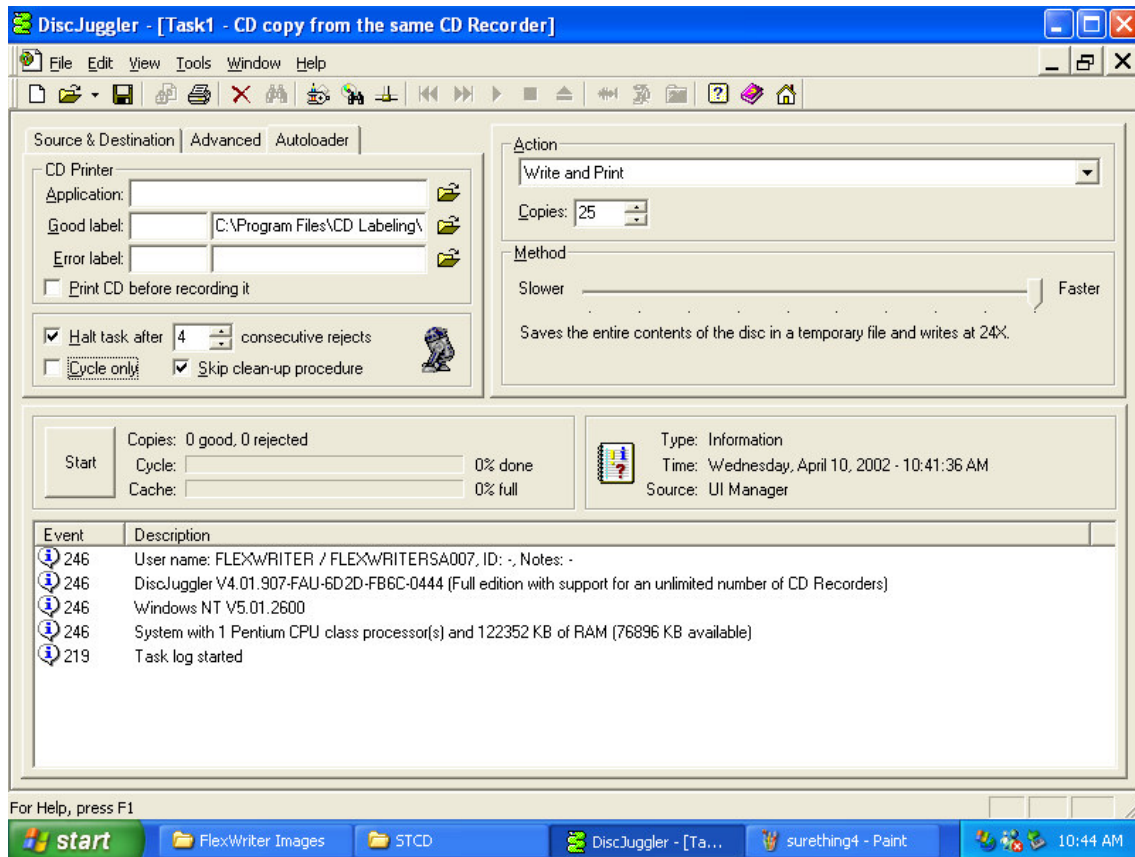 DiscJuggler - [Task1 - CD copy from the same CD Recorder]
File Edit View Tools Window Help
Source & Destination Advanced Autoloader
CD Printer
Application:
Good label: C:\Program Files\CD Labeling\
Error label:
Print CD before recording it
Halt task after 4 consecutive rejects
Cycle only Skip clean-up procedure
Action
Write and Print
Copies: 25
Method
Slower Faster
Saves the entire contents of the disc in a temporary file and writes at 24X.
Start
Copies: 0 good, 0 rejected
Cycle: 0% done
Cache: 0% full
Type: Information
Time: Wednesday, April 10, 2002 - 10:41:36 AM
Source: UI Manager
Event Description
246 User name: FLEXWRITER / FLEXWRITERSA007, ID: -, Notes: -
246 DiscJuggler V4.01.907-FAU-6D2D-FB6C-0444 (Full edition with support for an unlimited number of CD Recorders)
246 Windows NT V5.01.2600
246 System with 1 Pentium CPU class processor(s) and 122352 KB of RAM (76896 KB available)
219 Task log started
For Help, press F1
start FlexWriter Images STCD DiscJuggler - [Ta... surething4 - Paint 10:44 AM